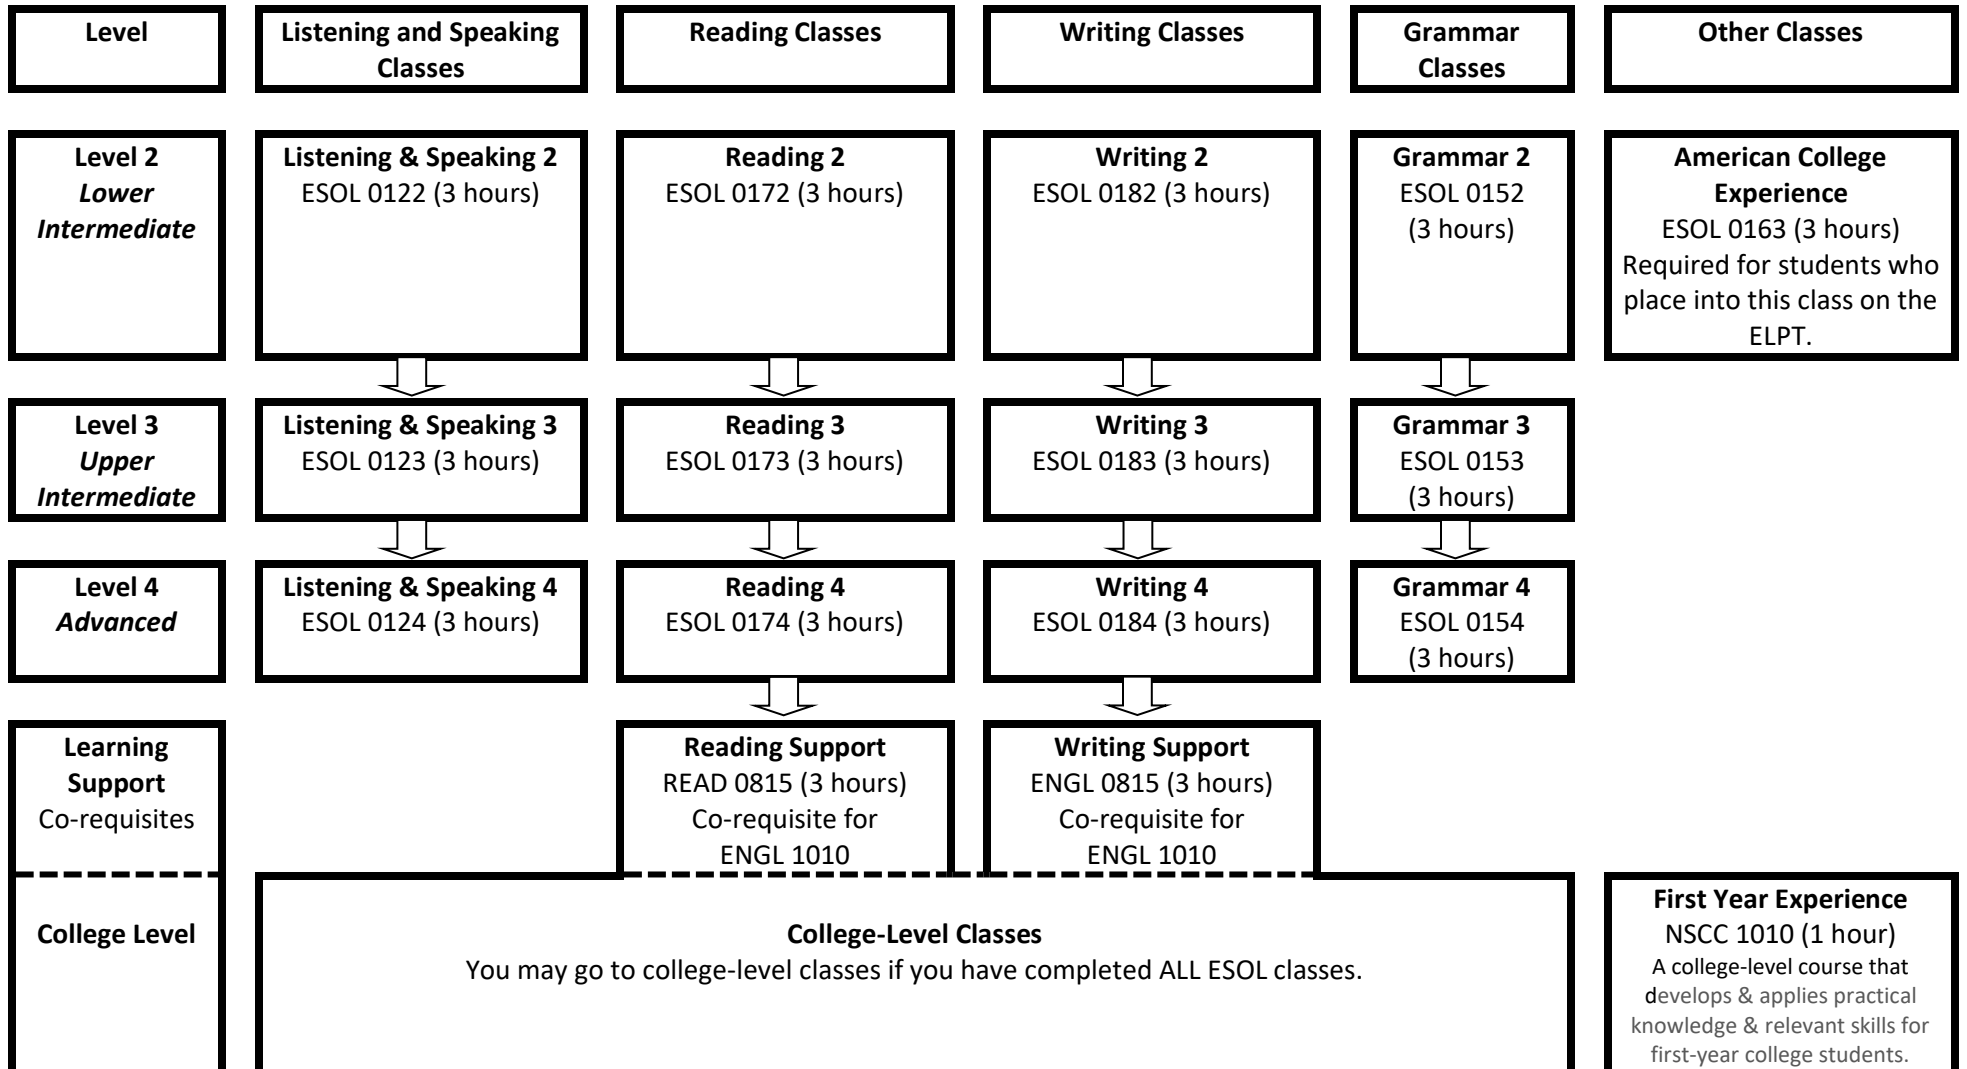 Level
Listening and Speaking
Classes
Reading Classes
Writing Classes
Grammar
Classes
Other Classes
Level 2
Lower
Intermediate
Listening & Speaking 2
ESOL 0122 (3 hours)
Reading 2
ESOL 0172 (3 hours)
Writing 2
ESOL 0182 (3 hours)
Grammar 2
ESOL 0152
(3 hours)
American College
Experience
ESOL 0163 (3 hours)
Required for students who
place into this class on the
ELPT.
Level 3
Upper
Intermediate
Listening & Speaking 3
ESOL 0123 (3 hours)
Reading 3
ESOL 0173 (3 hours)
Writing 3
ESOL 0183 (3 hours)
Grammar 3
ESOL 0153
(3 hours)
Level 4
Advanced
Listening & Speaking 4
ESOL 0124 (3 hours)
Reading 4
ESOL 0174 (3 hours)
Writing 4
ESOL 0184 (3 hours)
Grammar 4
ESOL 0154
(3 hours)
Learning
Support
Co-requisites
Reading Support
READ 0815 (3 hours)
Co-requisite for
ENGL 1010
Writing Support
ENGL 0815 (3 hours)
Co-requisite for
ENGL 1010
College Level
College-Level Classes
You may go to college-level classes if you have completed ALL ESOL classes.
First Year Experience
NSCC 1010 (1 hour)
A college-level course that
develops & applies practical
knowledge & relevant skills for
first-year college students.